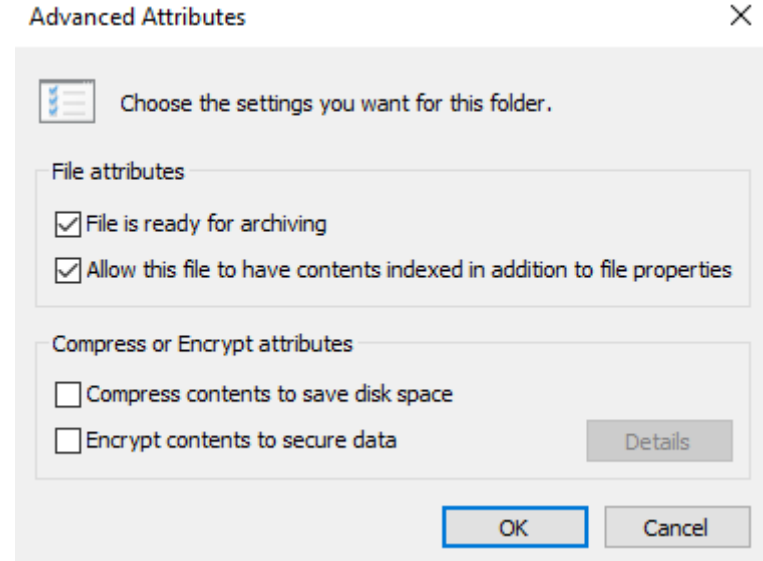 Advanced Attributes
Choose the settings you want for this folder.
File attributes
File is ready for archiving
Allow this file to have contents indexed in addition to file properties
Compress or Encrypt attributes
Compress contents to save disk space
Encrypt contents to secure data
Details
OK
Cancel